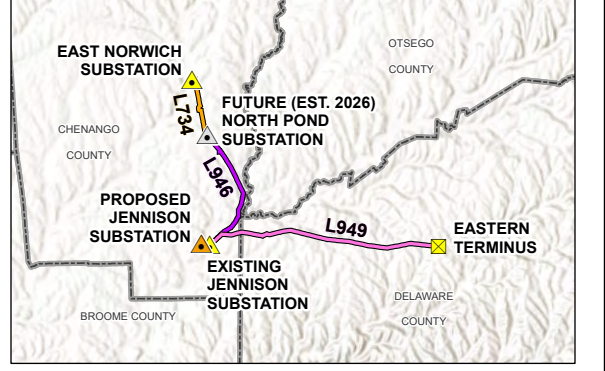 OTSEGO
COUNTY
EAST NORWICH
SUBSTATION
L734
FUTURE (EST. 2026)
NORTH POND
SUBSTATION
CHENANGO
COUNTY
L946
PROPOSED
JENNISON
SUBSTATION
L949
EASTERN
TERMINUS
EXISTING
JENNISON
SUBSTATION
DELAWARE
COUNTY
BROOME COUNTY